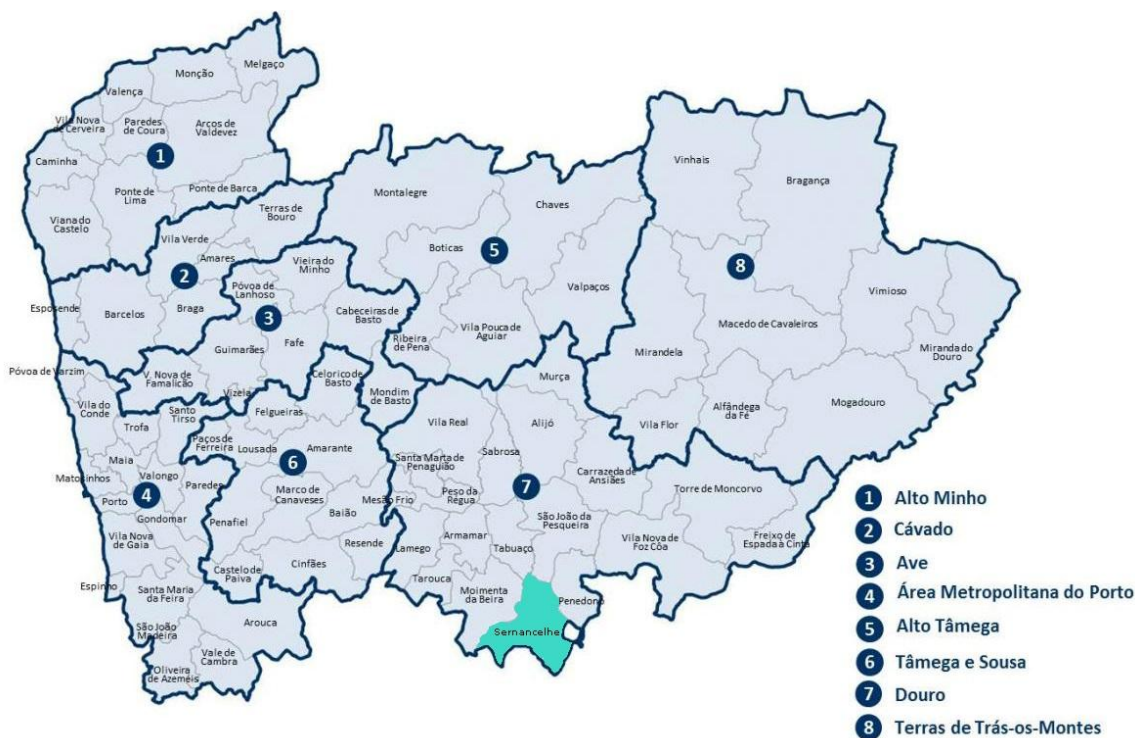 Melgaço
Monção
Valença
Vila Nova
de Cerveira
Paredes
de Coura
Arcos de
Valdevez
1
Caminha
Ponte de
Lima
Ponte de Barca
Viana do
Castelo
Terras de
Bouro
Vila Verde
Amares
2
Esposende
Barcelos
Braga
Vieira do
Minho
Póvoa de
Lanhoso
3
Cabeceiras de
Basto
Guimarães
Fafe
V. Nova de
Famalicão
Vizela
Celorico de
Basto
Mondim
de Basto
Montalegre
Chaves
Boticas
5
Valpaços
Vila Pouca de
Aguiar
Ribeira
de Pena
Vinhais
Bragança
8
Vimioso
Macedo de Cavaleiros
Mirandela
Miranda do
Douro
Mogadouro
Alfândega
da Fé
Vila Flor
Póvoa de Varzim
Vila do
Conde
Santo
Tirso
Trofa
Maia
Matosinhos
Valongo
Paredes
4
Porto
Gondomar
Vila Nova
de Gaia
Espinho
Santa Maria
da Feira
Arouca
São João
Madeira
Vale de
Cambra
Oliveira
de Azeméis
Felgueiras
Paços de
Ferreira
Lousada
Amarante
6
Marco de
Canaveses
Baião
Penafiel
Resende
Castelo de
Paiva
Cinfães
Murça
Vila Real
Alijó
Sabrosa
Santa Marta de
Penaguião
Carrazeda de
Ansiães
Mesão Frio
Peso da
Régua
7
Torre de Moncorvo
São João da
Pesqueira
Armamar
Lamego
Tabuaço
Vila Nova de
Foz Côa
Freixo de
Espada à Cinta
Tarouca
Moimenta
da Beira
Penedono
Sernancelhe
1 Alto Minho
2 Cávado
3 Ave
4 Área Metropolitana do Porto
5 Alto Tâmega
6 Tâmega e Sousa
7 Douro
8 Terras de Trás-os-Montes